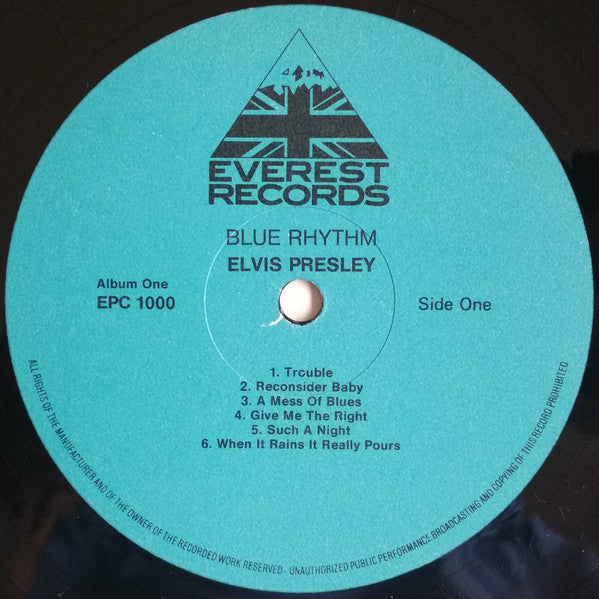 EVEREST
RECORDS
BLUE RHYTHM
ELVIS PRESLEY
Album One
EPC 1000
Side One
1. Trcuble
2. Reconsider Baby
3. A Mess Of Blues
4. Give Me The Right
5. Such A Night
6. When It Rains It Really Pours
ALL RIGHTS OF THE MANUFACTURER AND OF THE OWNER OF THE RECORDED WORK RESERVED - UNAUTHORIZED PUBLIC PERFORMANCE BROADCASTING AND COPYING OF THIS RECORD PROHIBITED